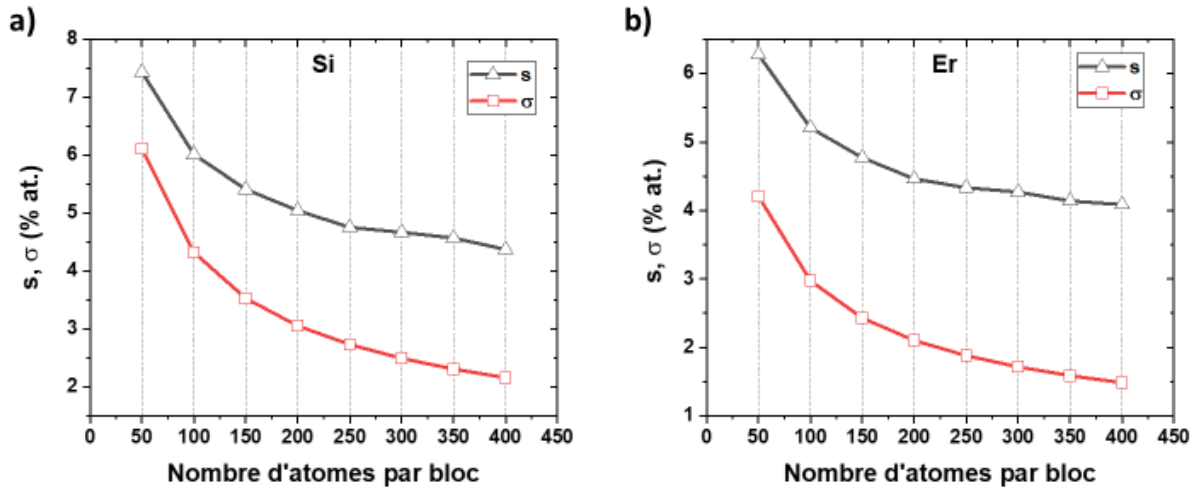 a)
Si
s
σ
8
7
6
5
4
3
2
s, σ (% at.)
0 50 100 150 200 250 300 350 400 450
Nombre d'atomes par bloc
b)
Er
s
σ
6
5
4
3
2
1
s, σ (% at.)
0 50 100 150 200 250 300 350 400 450
Nombre d'atomes par bloc